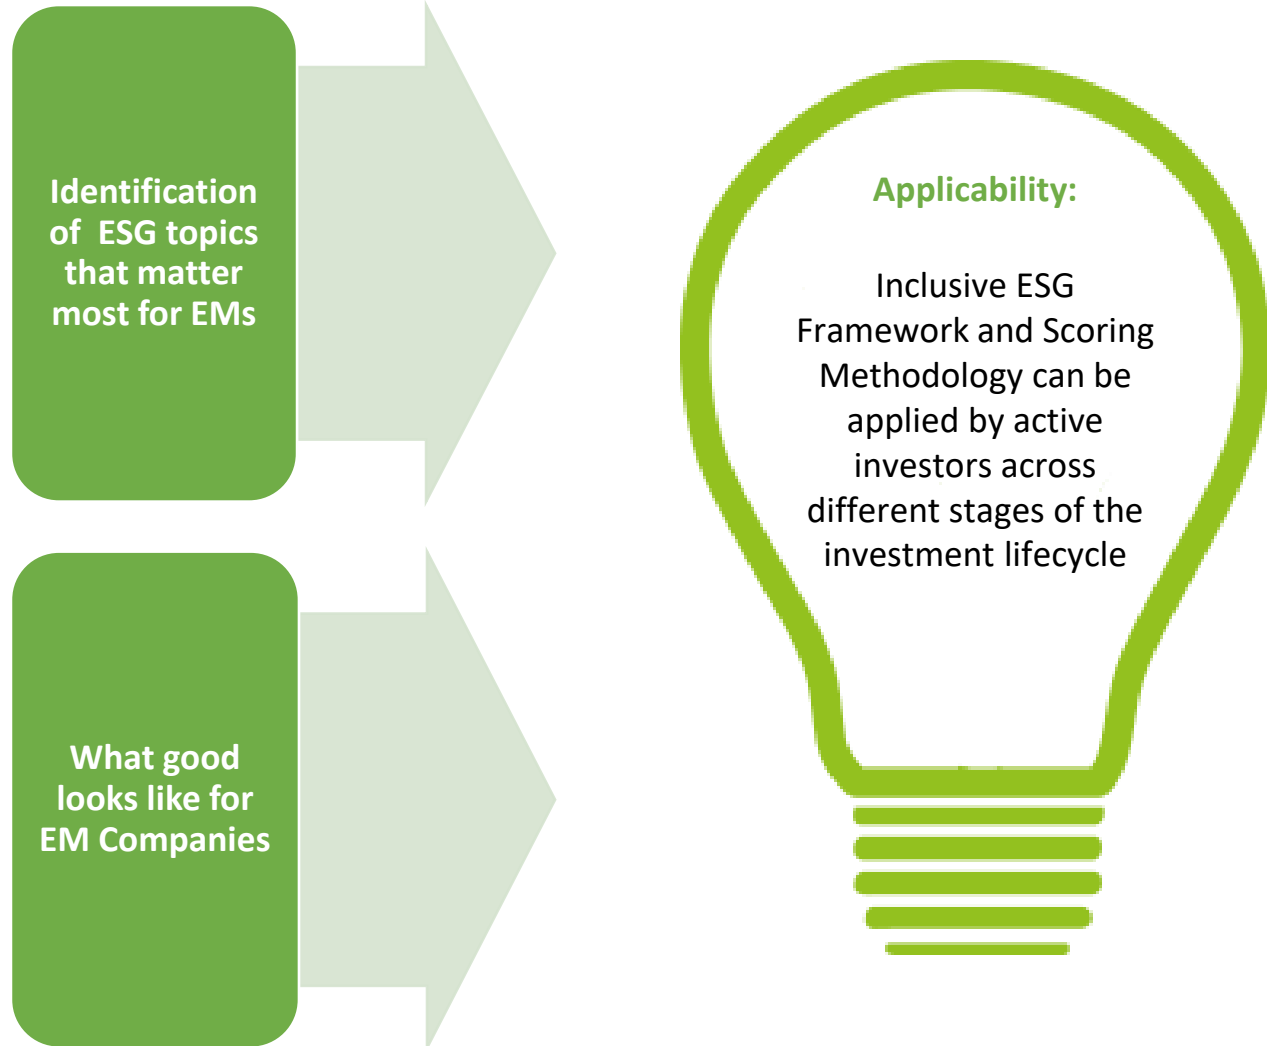 Identification
of  ESG topics
that matter
most for EMs
What good
looks like for
EM Companies
Applicability:
Inclusive ESG
Framework and Scoring
Methodology can be
applied by active
investors across
different stages of the
investment lifecycle